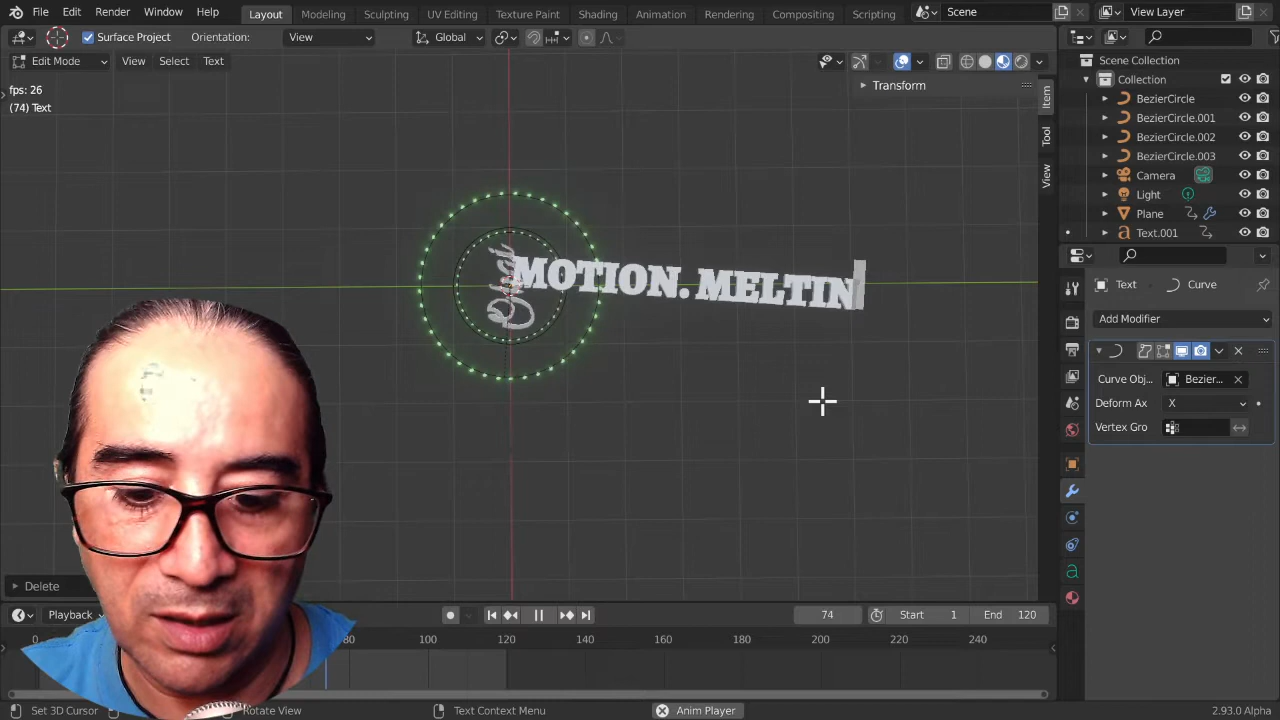 File Edit Render Window Help Layout Modeling Sculpting UV Editing Texture Paint Shading Animation Rendering Compositing Scripting Scene View Layer
Surface Project Orientation: View Global
Edit Mode View Select Text
fps: 26
(74) Text
Transform
Item
Tool
View
MOTION. MELTIN
Delete
Scene Collection
Collection
BezierCircle
BezierCircle.001
BezierCircle.002
BezierCircle.003
Camera
Light
Plane
Text.001
Text Curve
Add Modifier
Curve Obj... Bezier...
Deform Ax X
Vertex Gro
Playback 74 Start 1 End 120
0 80 100 120 140 160 180 200 220 240
Set 3D Cursor Rotate View Text Context Menu Anim Player 2.93.0 Alpha